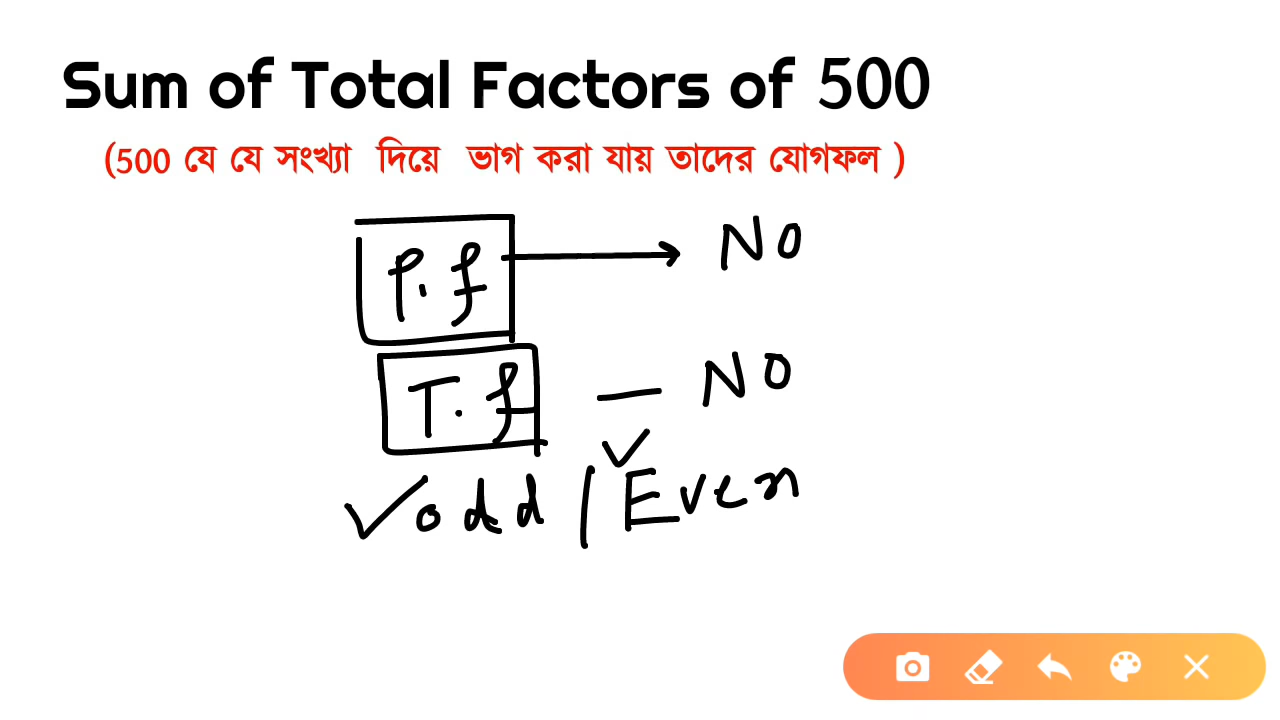 Sum of Total Factors of 500
(500 যে যে সংখ্যা দিয়ে ভাগ করা যায় তাদের যোগফল )
P.f → NO
T.f — NO
✓odd / ✓Even